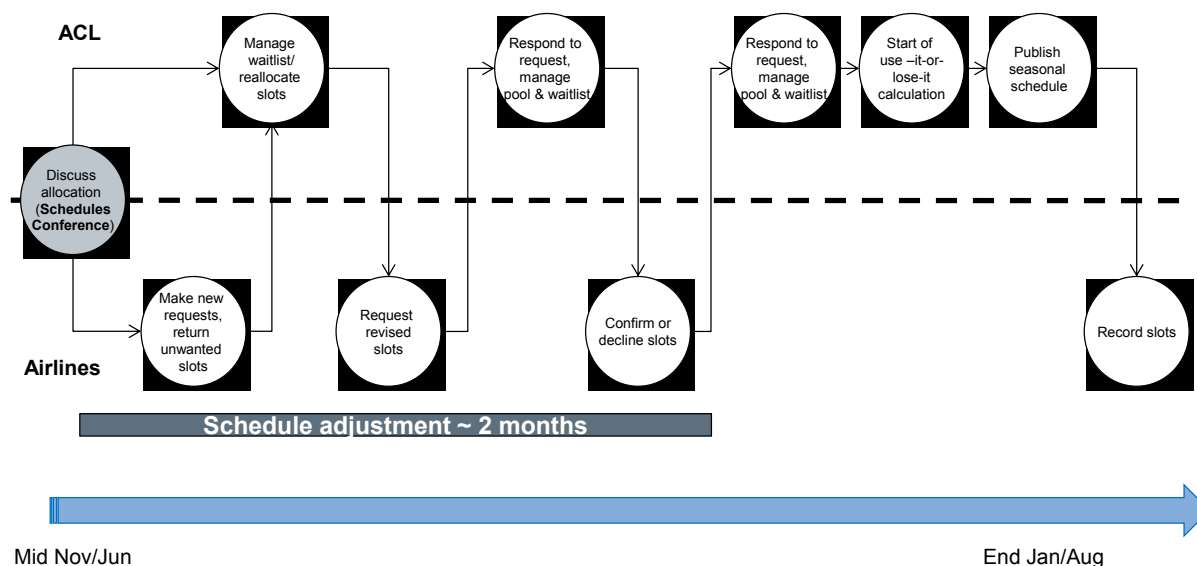 ACL
Manage
waitlist/
reallocate
slots
Respond to
request,
manage
pool & waitlist
Respond to
request,
manage
pool & waitlist
Start of
use –it-or-
lose-it
calculation
Publish
seasonal
schedule
Discuss
allocation
(Schedules
Conference)
Make new
requests,
return
unwanted
slots
Request
revised
slots
Confirm or
decline slots
Record slots
Airlines
Schedule adjustment ~ 2 months
Mid Nov/Jun
End Jan/Aug